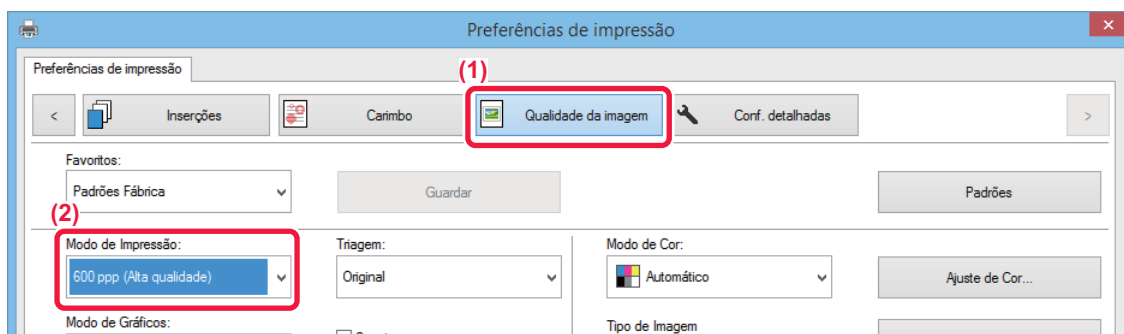 Preferências de impressão
×
Preferências de impressão
(1)
< Inserções Carimbo Qualidade da imagem Conf. detalhadas >
Favoritos:
Padrões Fábrica Guardar Padrões
(2)
Modo de Impressão: Triagem: Modo de Cor:
600 ppp (Alta qualidade) Original Automático Ajuste de Cor...
Modo de Gráficos: Tipo de Imagem